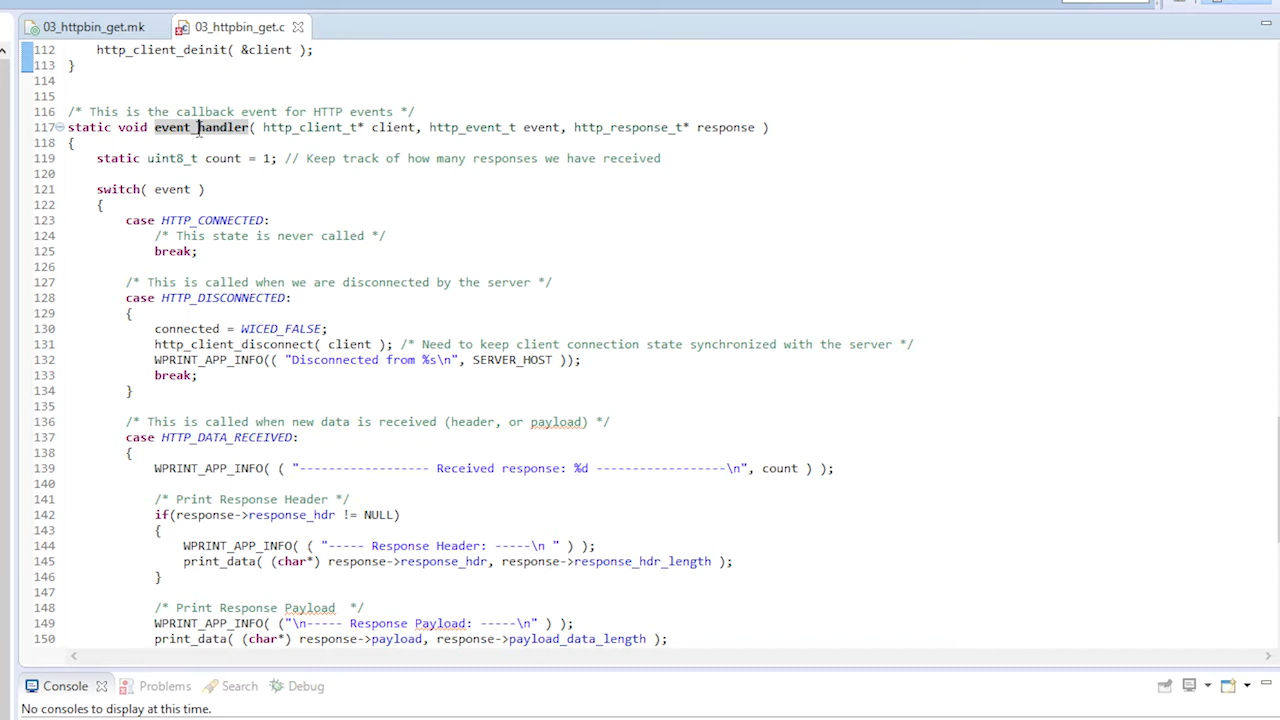 03_httpbin_get.mk 03_httpbin_get.c
112 http_client_deinit( &client );
113 }
114
115
116 /* This is the callback event for HTTP events */
117 static void event_handler( http_client_t* client, http_event_t event, http_response_t* response )
118 {
119 static uint8_t count = 1; // Keep track of how many responses we have received
120
121 switch( event )
122 {
123 case HTTP_CONNECTED:
124 /* This state is never called */
125 break;
126
127 /* This is called when we are disconnected by the server */
128 case HTTP_DISCONNECTED:
129 {
130 connected = WICED_FALSE;
131 http_client_disconnect( client ); /* Need to keep client connection state synchronized with the server */
132 WPRINT_APP_INFO(( "Disconnected from %s\n", SERVER_HOST ));
133 break;
134 }
135
136 /* This is called when new data is received (header, or payload) */
137 case HTTP_DATA_RECEIVED:
138 {
139 WPRINT_APP_INFO( ( "------------------ Received response: %d ------------------\n", count ) );
140
141 /* Print Response Header */
142 if(response->response_hdr != NULL)
143 {
144 WPRINT_APP_INFO( ( "----- Response Header: -----\n " ) );
145 print_data( (char*) response->response_hdr, response->response_hdr_length );
146 }
147
148 /* Print Response Payload */
149 WPRINT_APP_INFO( ("\n----- Response Payload: -----\n" ) );
150 print_data( (char*) response->payload, response->payload_data_length );
Console Problems Search Debug
No consoles to display at this time.